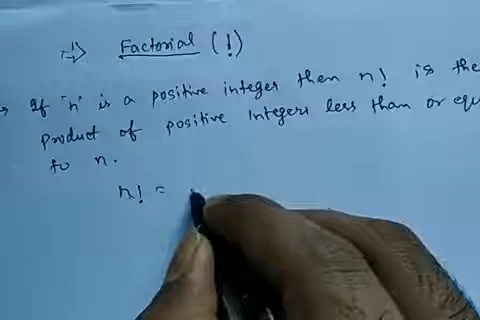 ⇒ Factorial (!)
→ If 'n' is a positive integer then n! is the
product of positive integers less than or equ
to n.
n! =